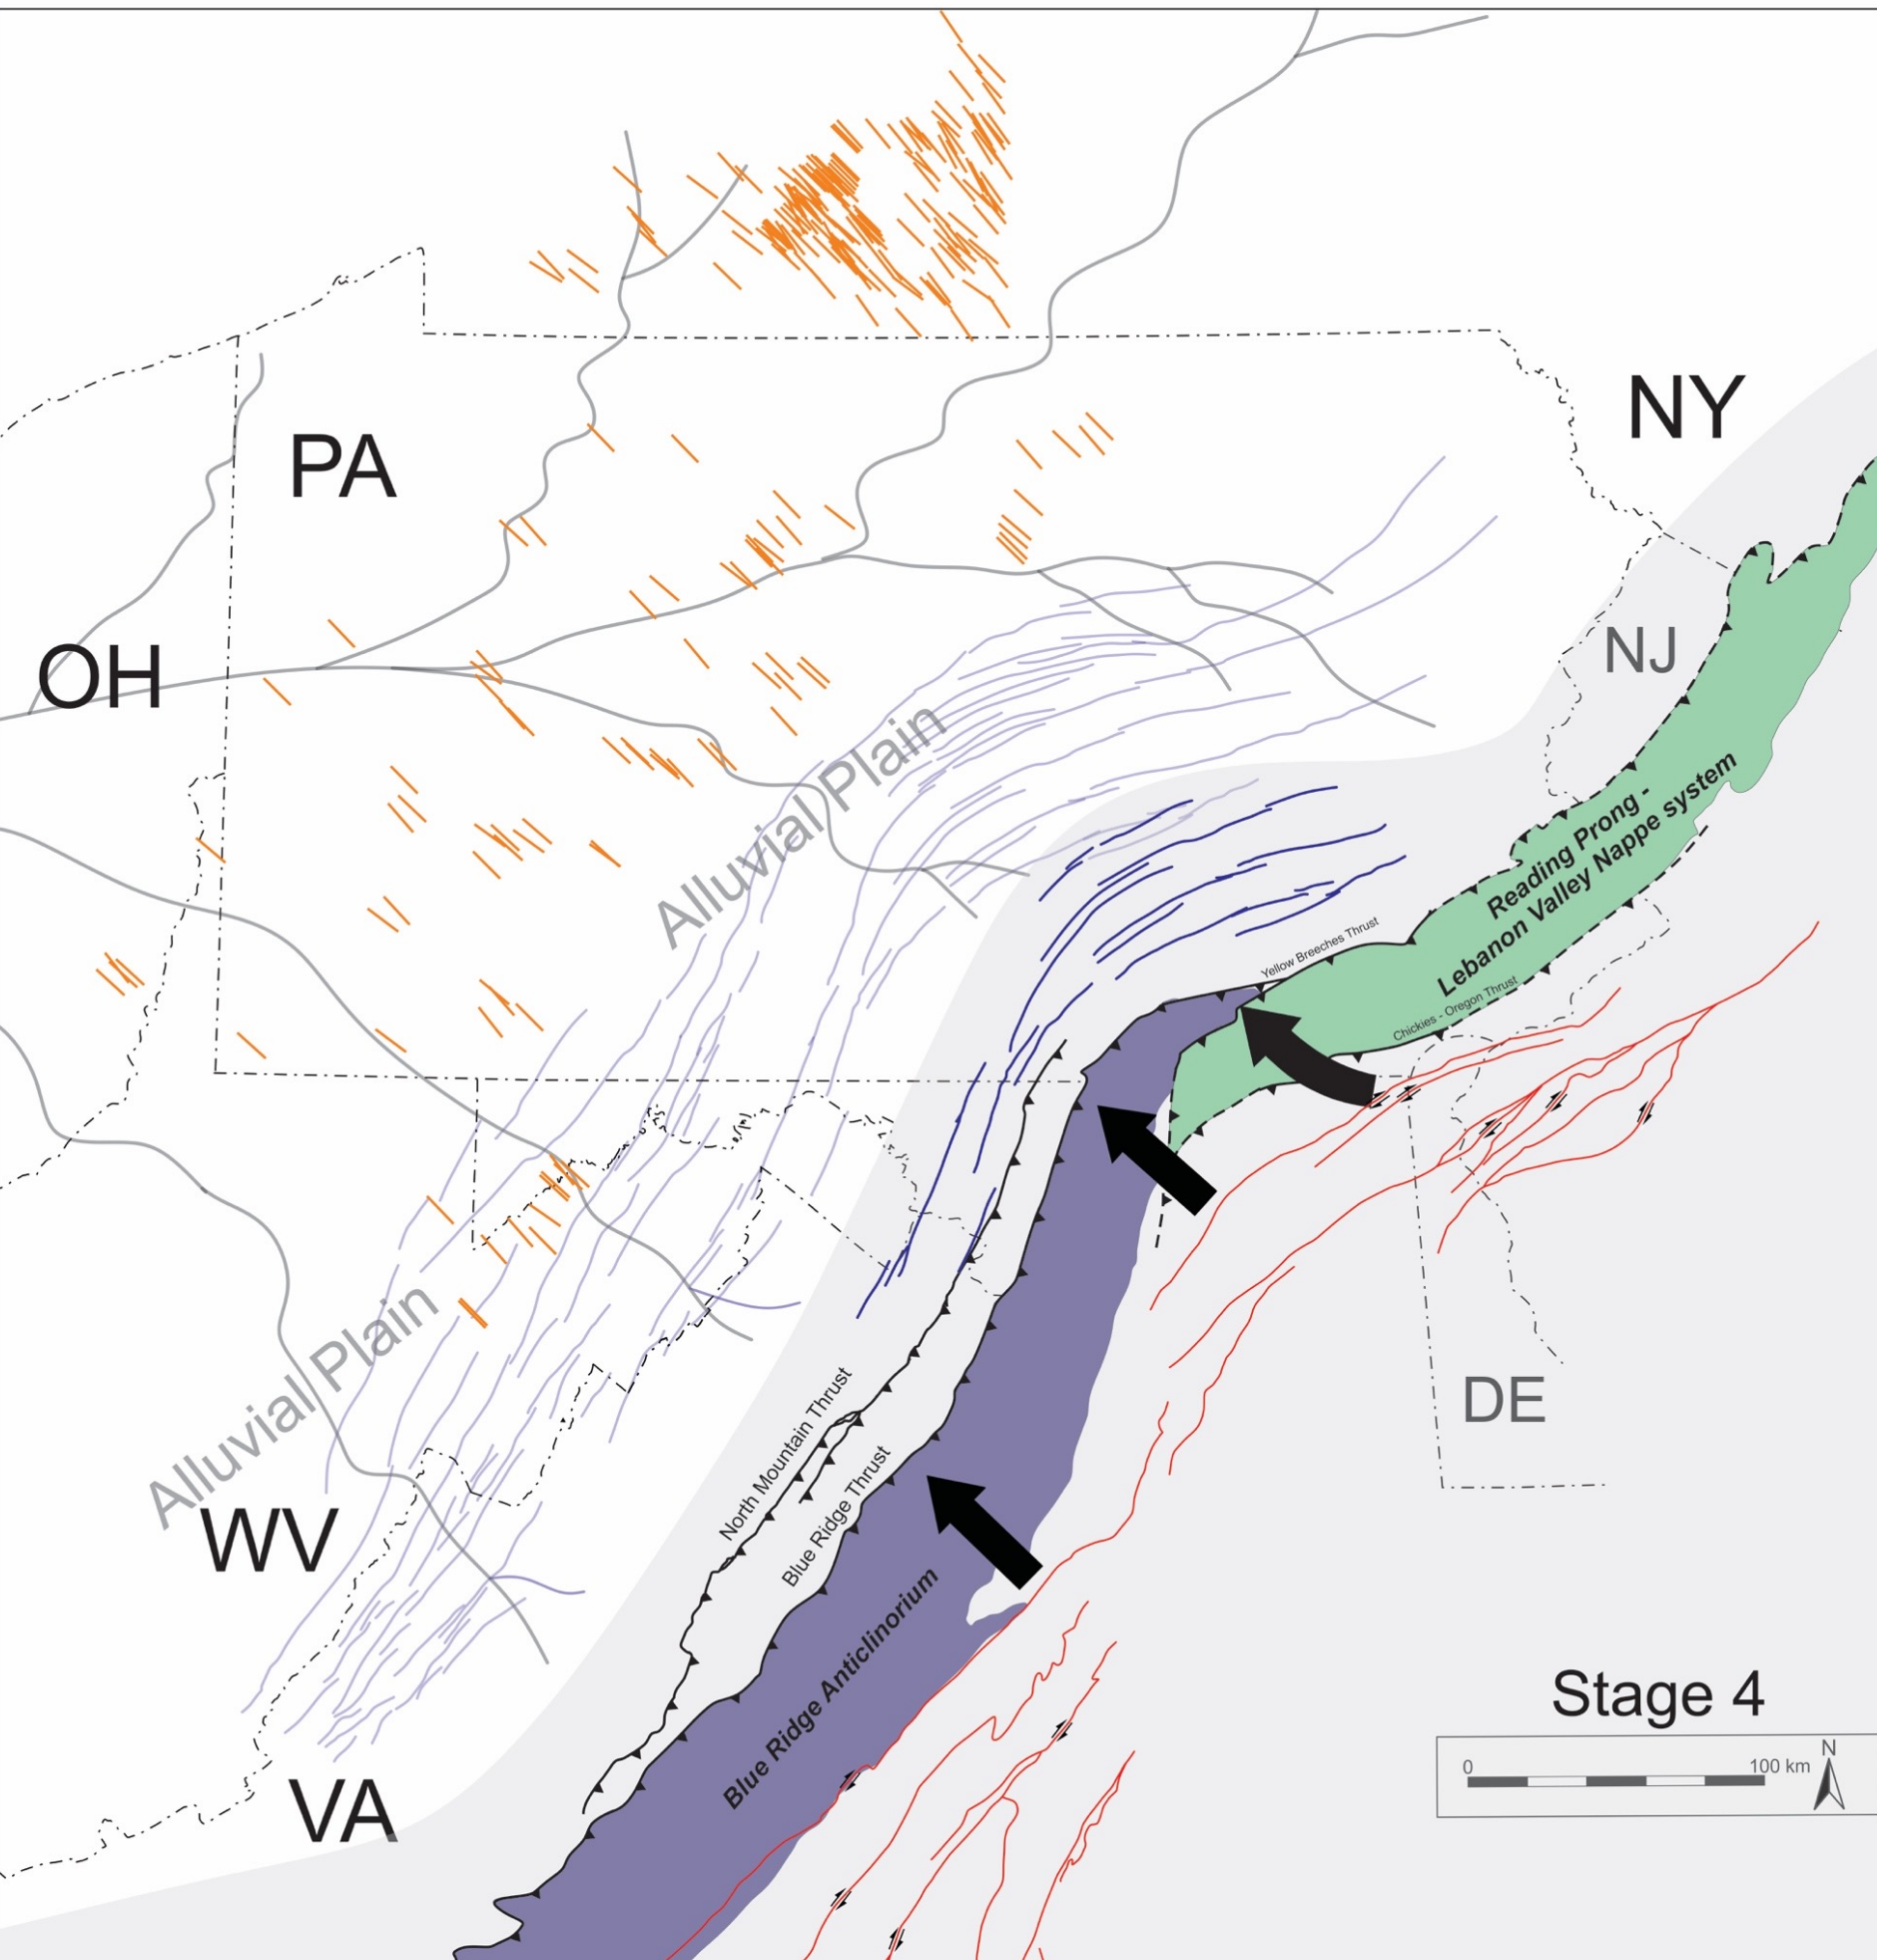 NY
PA
NJ
OH
Alluvial Plain
Reading Prong -
Lebanon Valley Nappe system
Yellow Breeches Thrust
Chickies - Oregon Thrust
Alluvial Plain
North Mountain Thrust
Blue Ridge Thrust
DE
WV
Blue Ridge Anticlinorium
VA
Stage 4
0
100 km
N